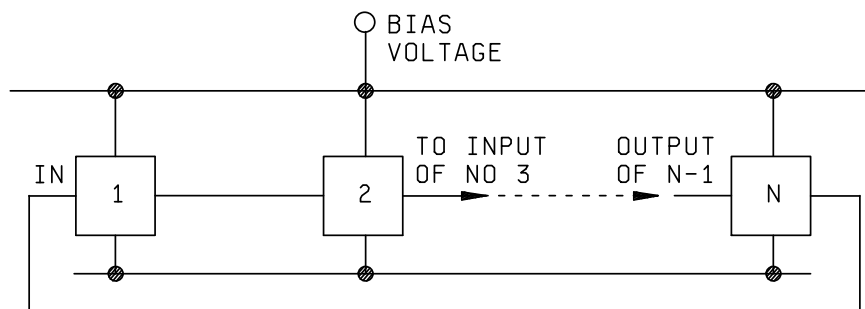 BIAS
VOLTAGE
TO INPUT
OF NO 3
OUTPUT
OF N-1
IN
1
2
N